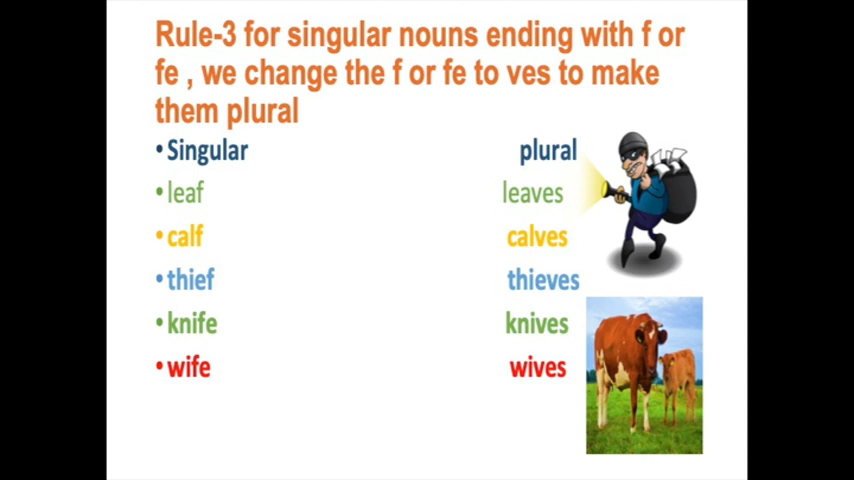 Rule-3 for singular nouns ending with f or
fe , we change the f or fe to ves to make
them plural
• Singular plural
• leaf leaves
• calf calves
• thief thieves
• knife knives
• wife wives